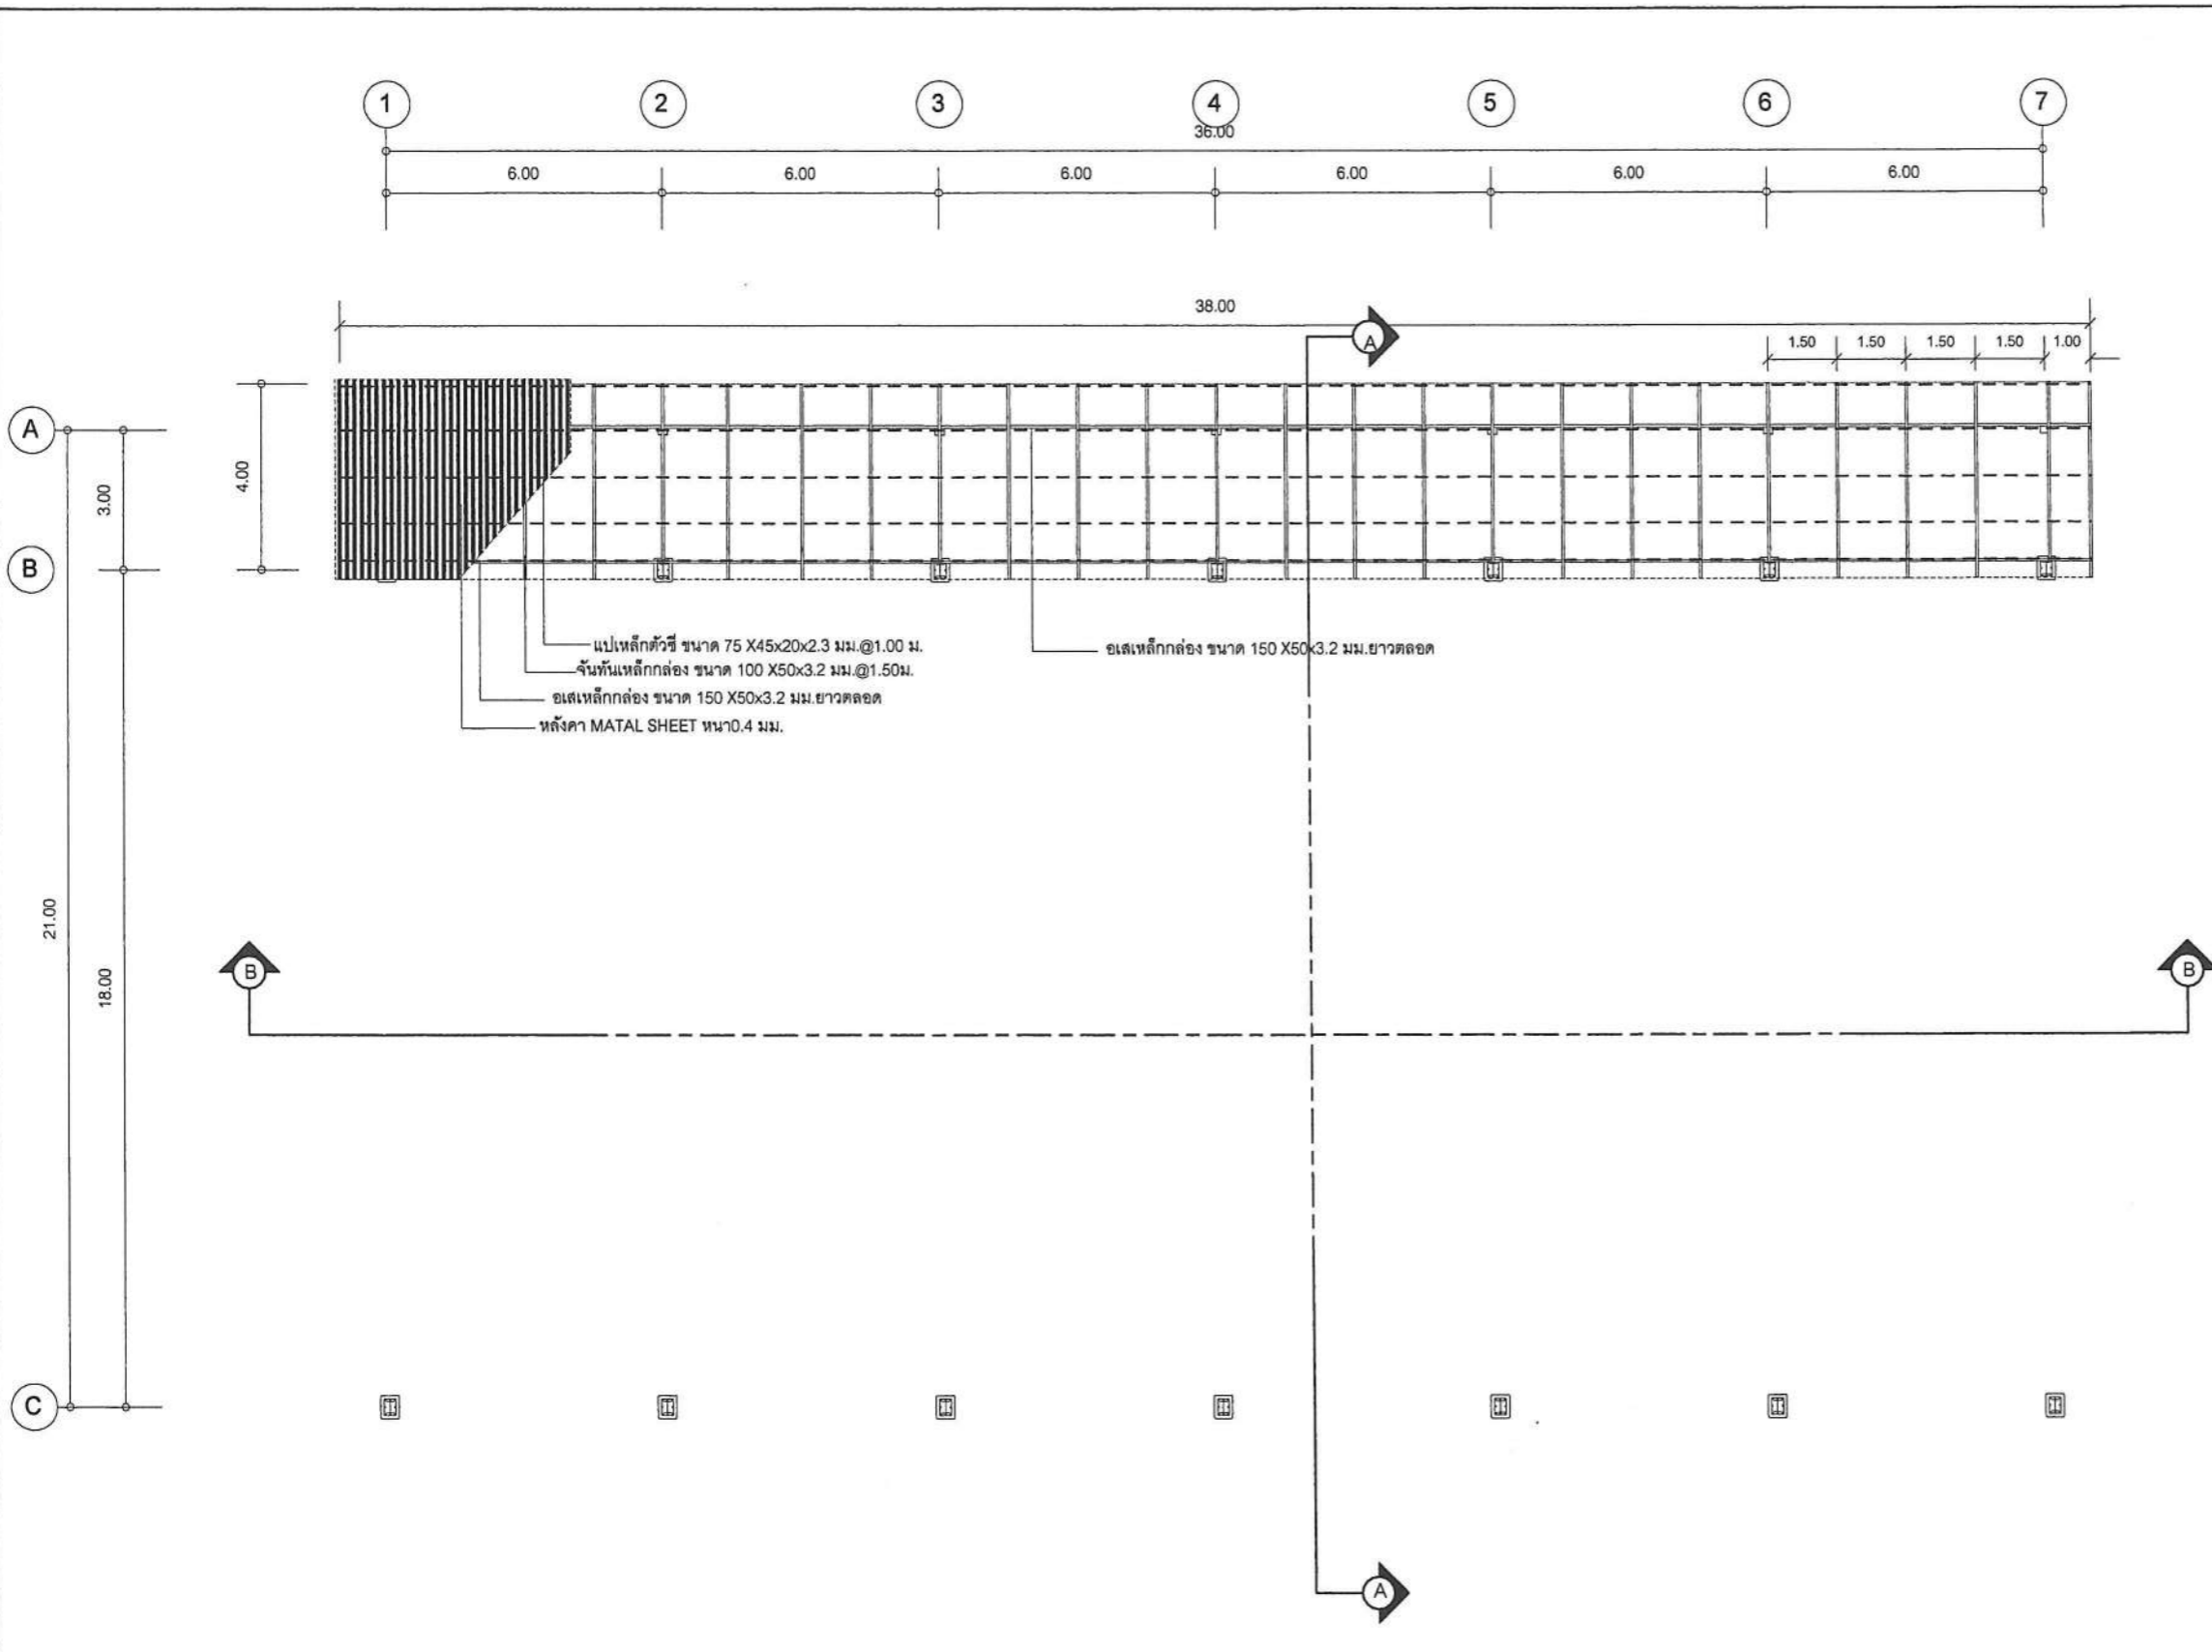 1 2 3 4 5 6 7
36.00
6.00 6.00 6.00 6.00 6.00 6.00
38.00
A
1.50 1.50 1.50 1.50 1.00
A
3.00
4.00
B
แปเหล็กตัวซี ขนาด 75 X45x20x2.3 มม.@1.00 ม.
จันทันเหล็กกล่อง ขนาด 100 X50x3.2 มม.@1.50ม.
อเสเหล็กกล่อง ขนาด 150 X50x3.2 มม.ยาวตลอด
หลังคา MATAL SHEET หนา0.4 มม.
อเสเหล็กกล่อง ขนาด 150 X50x3.2 มม.ยาวตลอด
21.00
18.00
B
B
C
A